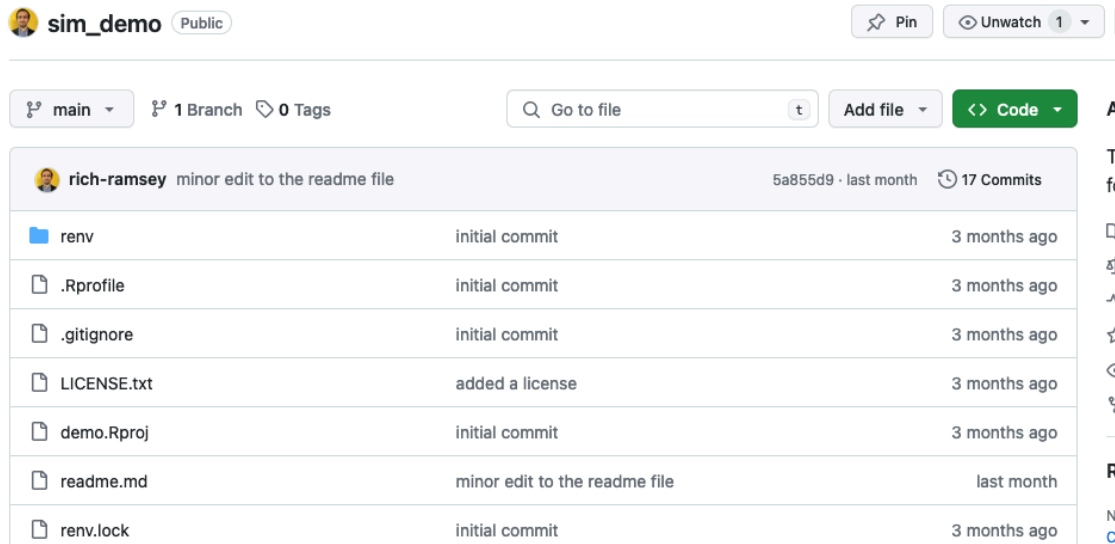 sim_demo Public Pin Unwatch 1
main 1 Branch 0 Tags Go to file t Add file Code
rich-ramsey minor edit to the readme file 5a855d9 · last month 17 Commits
renv initial commit 3 months ago
.Rprofile initial commit 3 months ago
.gitignore initial commit 3 months ago
LICENSE.txt added a license 3 months ago
demo.Rproj initial commit 3 months ago
readme.md minor edit to the readme file last month
renv.lock initial commit 3 months ago